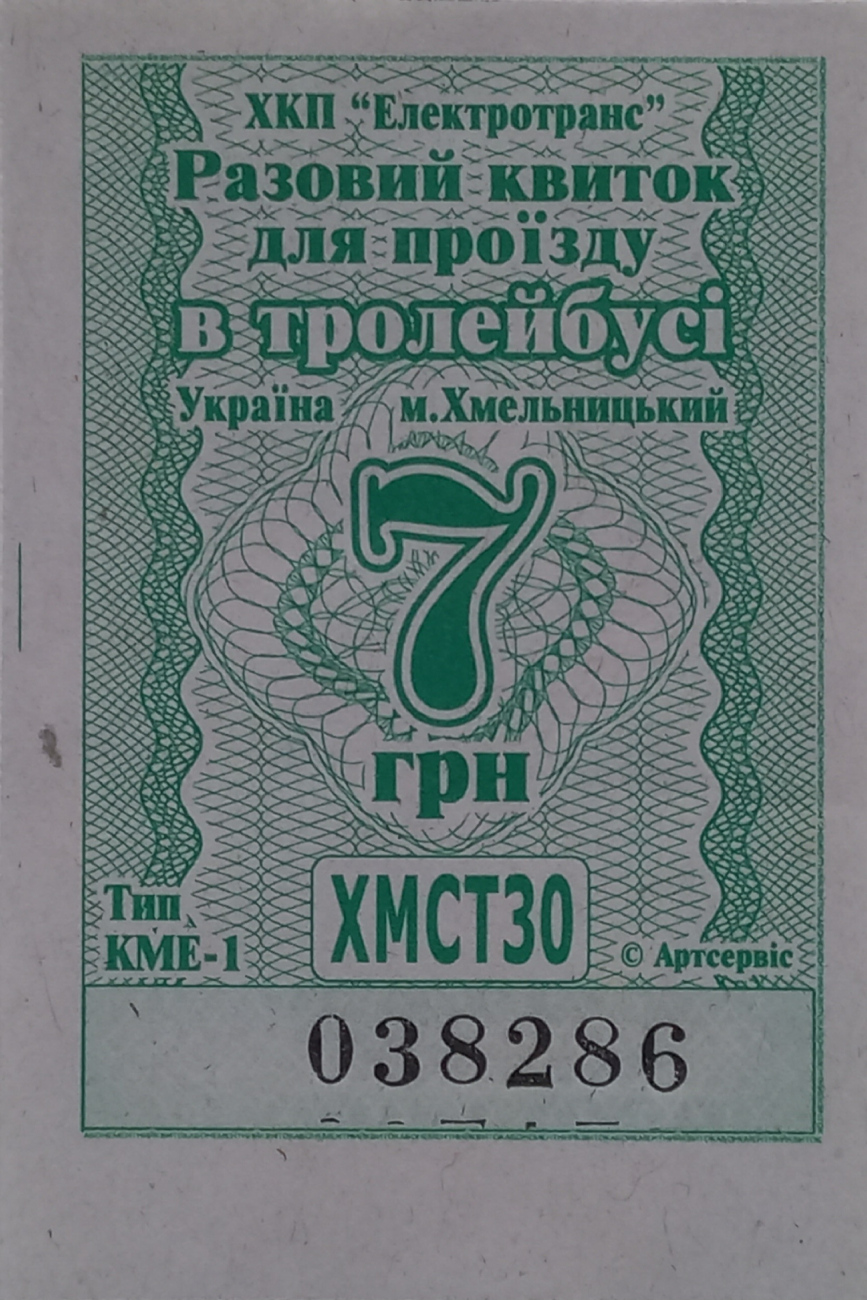 ХКП “Електротранс”
Разовий квиток
для проїзду
в тролейбусі
Україна м.Хмельницький
7
грн
Тип
КМЕ-1
ХМСТ30
© Артсервіс
038286